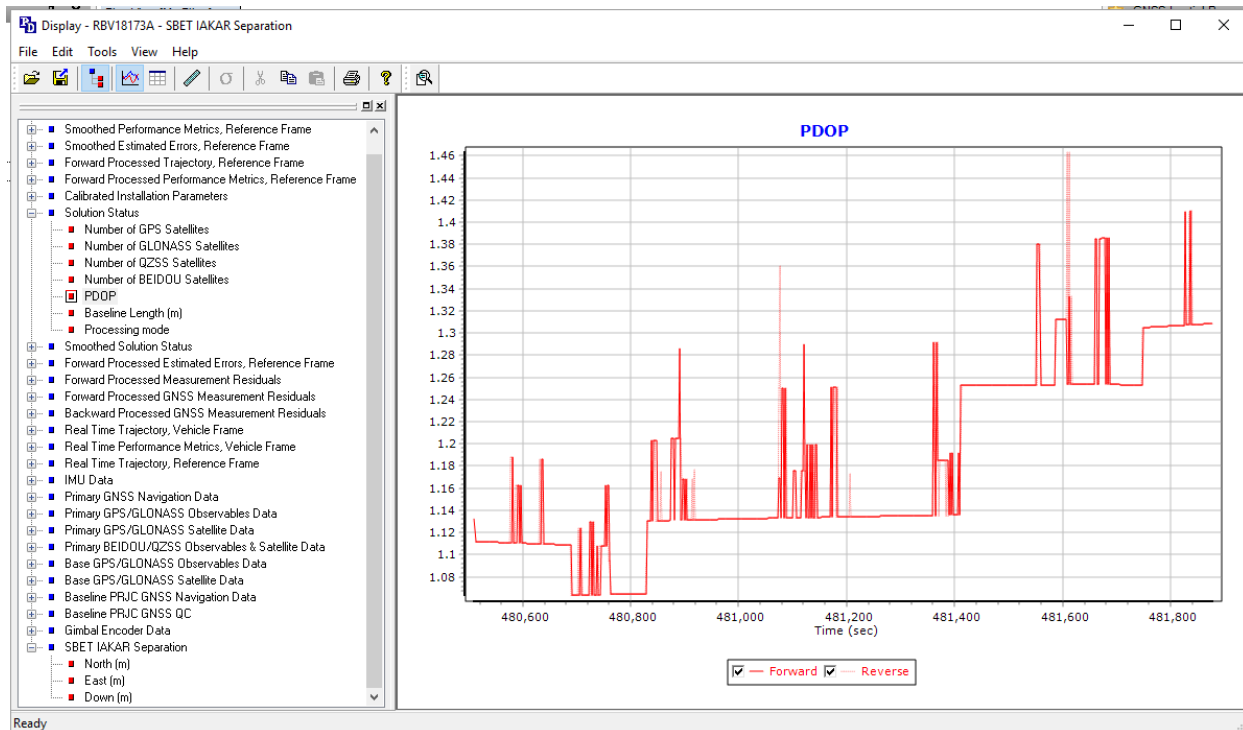 Display - RBV18173A - SBET IAKAR Separation
File Edit Tools View Help
Smoothed Performance Metrics, Reference Frame
Smoothed Estimated Errors, Reference Frame
Forward Processed Trajectory, Reference Frame
Forward Processed Performance Metrics, Reference Frame
Calibrated Installation Parameters
Solution Status
Number of GPS Satellites
Number of GLONASS Satellites
Number of QZSS Satellites
Number of BEIDOU Satellites
PDOP
Baseline Length (m)
Processing mode
Smoothed Solution Status
Forward Processed Estimated Errors, Reference Frame
Forward Processed Measurement Residuals
Forward Processed GNSS Measurement Residuals
Backward Processed GNSS Measurement Residuals
Real Time Trajectory, Vehicle Frame
Real Time Performance Metrics, Vehicle Frame
Real Time Trajectory, Reference Frame
IMU Data
Primary GNSS Navigation Data
Primary GPS/GLONASS Observables Data
Primary GPS/GLONASS Satellite Data
Primary BEIDOU/QZSS Observables & Satellite Data
Base GPS/GLONASS Observables Data
Base GPS/GLONASS Satellite Data
Baseline PRJC GNSS Navigation Data
Baseline PRJC GNSS QC
Gimbal Encoder Data
SBET IAKAR Separation
North (m)
East (m)
Down (m)
Ready
PDOP
1.46
1.44
1.42
1.4
1.38
1.36
1.34
1.32
1.3
1.28
1.26
1.24
1.22
1.2
1.18
1.16
1.14
1.12
1.1
1.08
480,600 480,800 481,000 481,200 481,400 481,600 481,800
Time (sec)
Forward Reverse